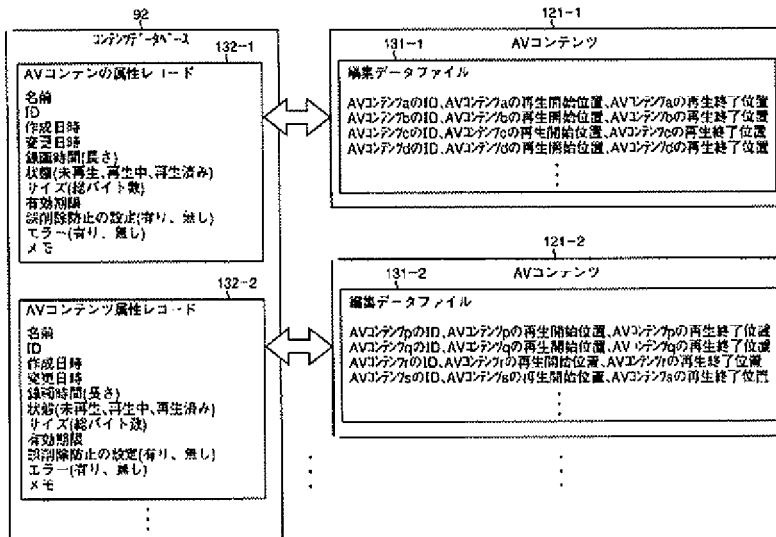 92
コンテンツデータベース
132-1
AVコンテンの属性レコード
名前
ID
作成日時
変更日時
録画時間(長さ)
状態(未再生、再生中、再生済み)
サイズ(総バイト数)
有効期限
誤削除防止の設定(有り、無し)
エラー(有り、無し)
メモ
132-2
AVコンテンツ属性レコード
名前
ID
作成日時
変更日時
録画時間(長さ)
状態(未再生、再生中、再生済み)
サイズ(総バイト数)
有効期限
誤削除防止の設定(有り、無し)
エラー(有り、無し)
メモ
121-1
131-1
AVコンテンツ
編集データファイル
AVコンテンツaのID、AVコンテンツaの再生開始位置、AVコンテンツaの再生終了位置
AVコンテンツbのID、AVコンテンツbの再生開始位置、AVコンテンツbの再生終了位置
AVコンテンツcのID、AVコンテンツcの再生開始位置、AVコンテンツcの再生終了位置
AVコンテンツdのID、AVコンテンツdの再生開始位置、AVコンテンツdの再生終了位置
121-2
131-2
AVコンテンツ
編集データファイル
AVコンテンツpのID、AVコンテンツpの再生開始位置、AVコンテンツpの再生終了位置
AVコンテンツqのID、AVコンテンツqの再生開始位置、AVコンテンツqの再生終了位置
AVコンテンツrのID、AVコンテンツrの再生開始位置、AVコンテンツrの再生終了位置
AVコンテンツsのID、AVコンテンツsの再生開始位置、AVコンテンツsの再生終了位置